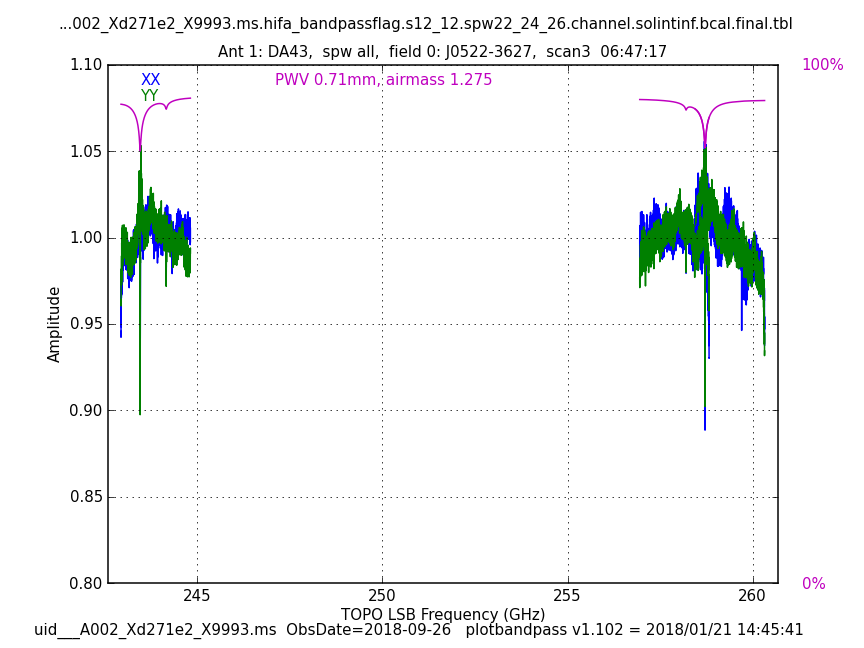 ...002_Xd271e2_X9993.ms.hifa_bandpassflag.s12_12.spw22_24_26.channel.solintinf.bcal.final.tbl
Ant 1: DA43,  spw all,  field 0: J0522-3627,  scan3  06:47:17
1.10
100%
XX
PWV 0.71mm, airmass 1.275
YY
1.05
1.00
Amplitude
0.95
0.90
0.85
0.80
0%
245
250
255
260
TOPO LSB Frequency (GHz)
uid___A002_Xd271e2_X9993.ms  ObsDate=2018-09-26   plotbandpass v1.102 = 2018/01/21 14:45:41